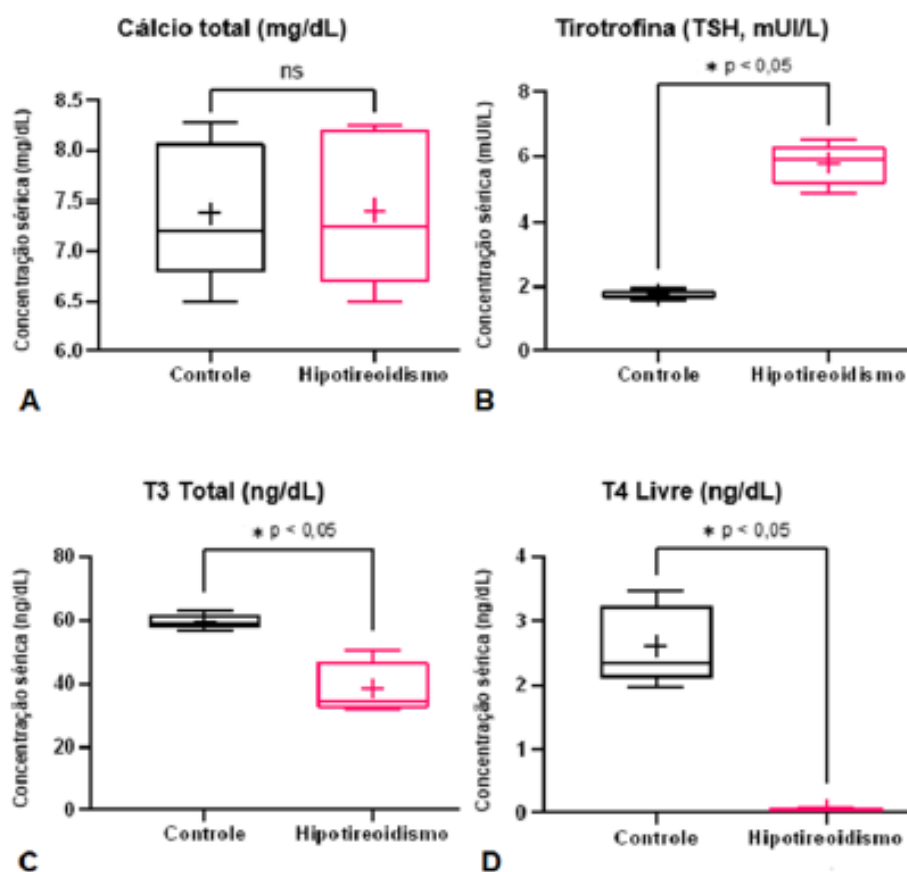 Cálcio total (mg/dL)
ns
Concentração sérica (mg/dL)
8.5
8.0
7.5
7.0
6.5
6.0
Controle Hipotireoidismo
A
Tirotrofina (TSH, mUI/L)
* p < 0,05
Concentração sérica (mUI/L)
8
6
4
2
0
Controle Hipotireoidismo
B
T3 Total (ng/dL)
* p < 0,05
Concentração sérica (ng/dL)
80
60
40
20
0
Controle Hipotireoidismo
C
T4 Livre (ng/dL)
* p < 0,05
Concentração sérica (ng/dL)
4
3
2
1
0
Controle Hipotireoidismo
D